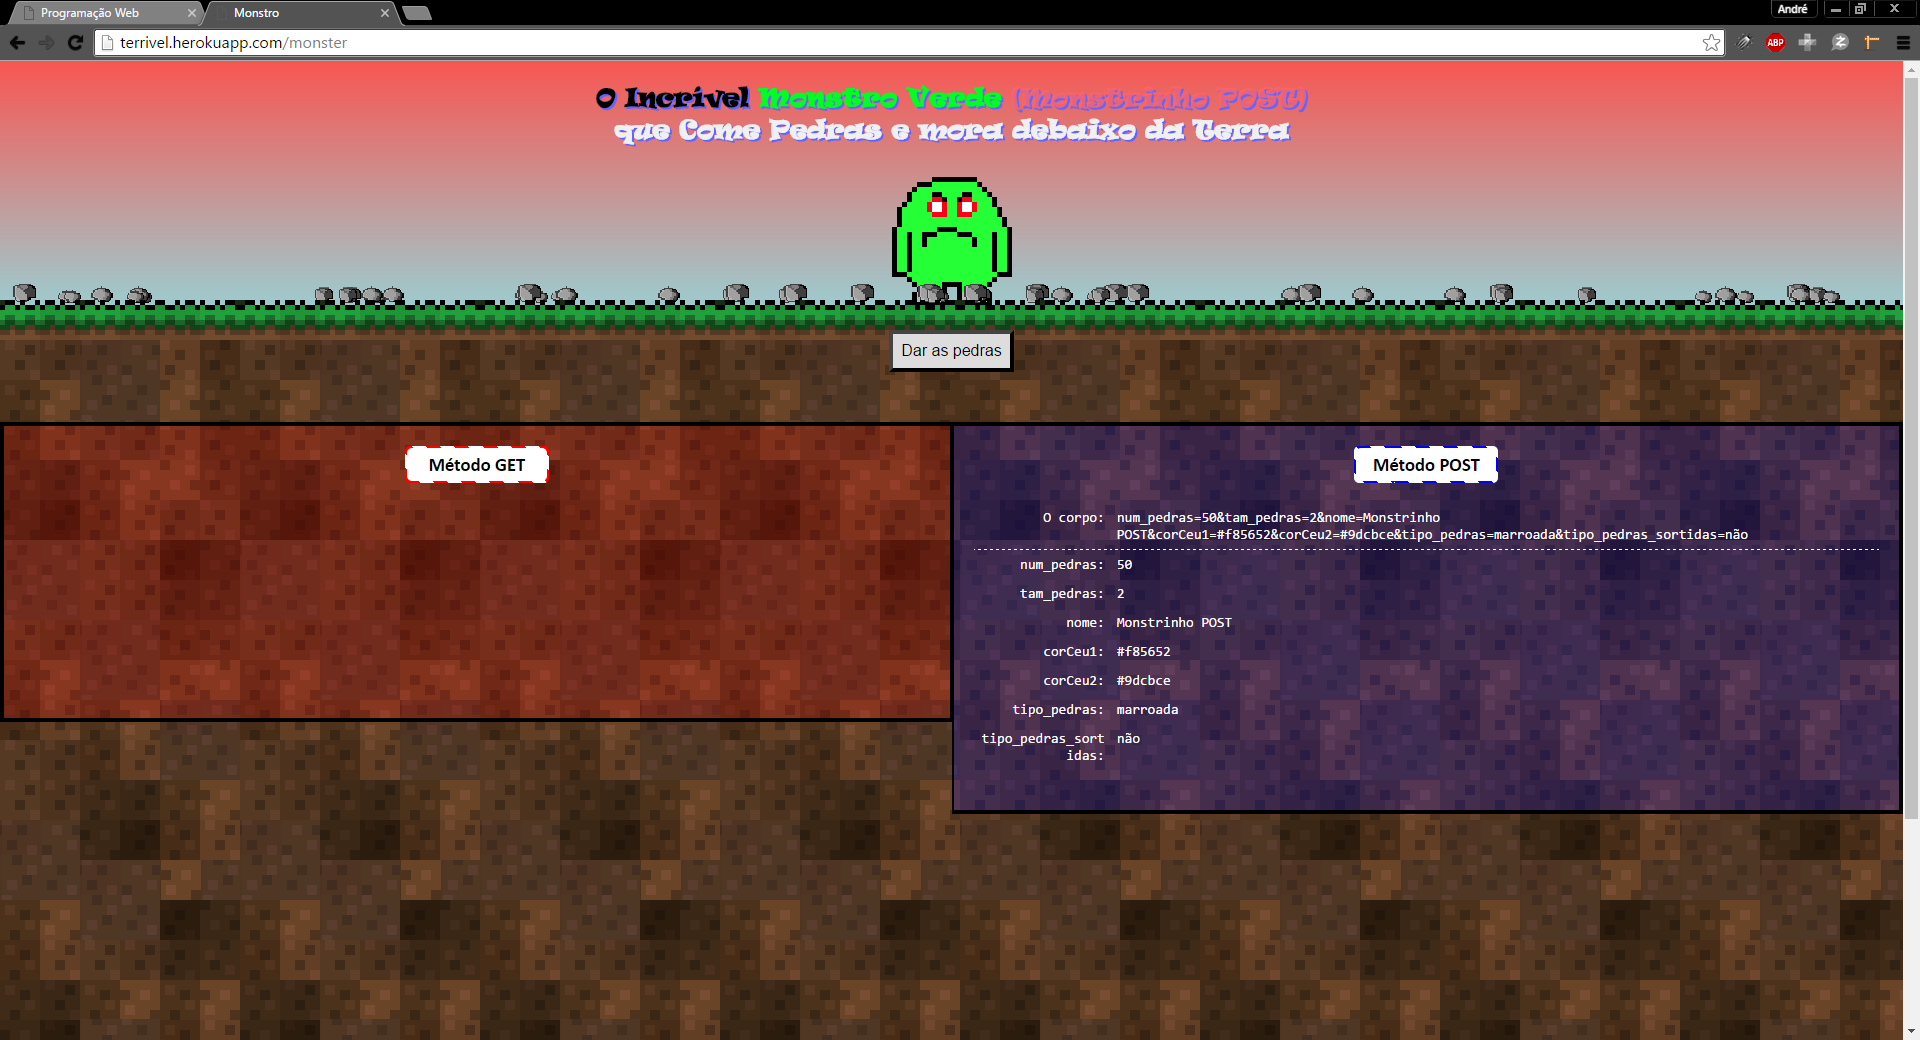 Programação Web
Monstro
André
terrivel.herokuapp.com/monster
ABP
O Incrível Monstro Verde (Monstrinho POST)
que Come Pedras e mora debaixo da Terra
Dar as pedras
Método GET
Método POST
O corpo: num_pedras=50&tam_pedras=2&nome=Monstrinho
POST&corCeu1=#f85652&corCeu2=#9dcbce&tipo_pedras=marroada&tipo_pedras_sortidas=não
num_pedras: 50
tam_pedras: 2
nome: Monstrinho POST
corCeu1: #f85652
corCeu2: #9dcbce
tipo_pedras: marroada
tipo_pedras_sort não
idas: